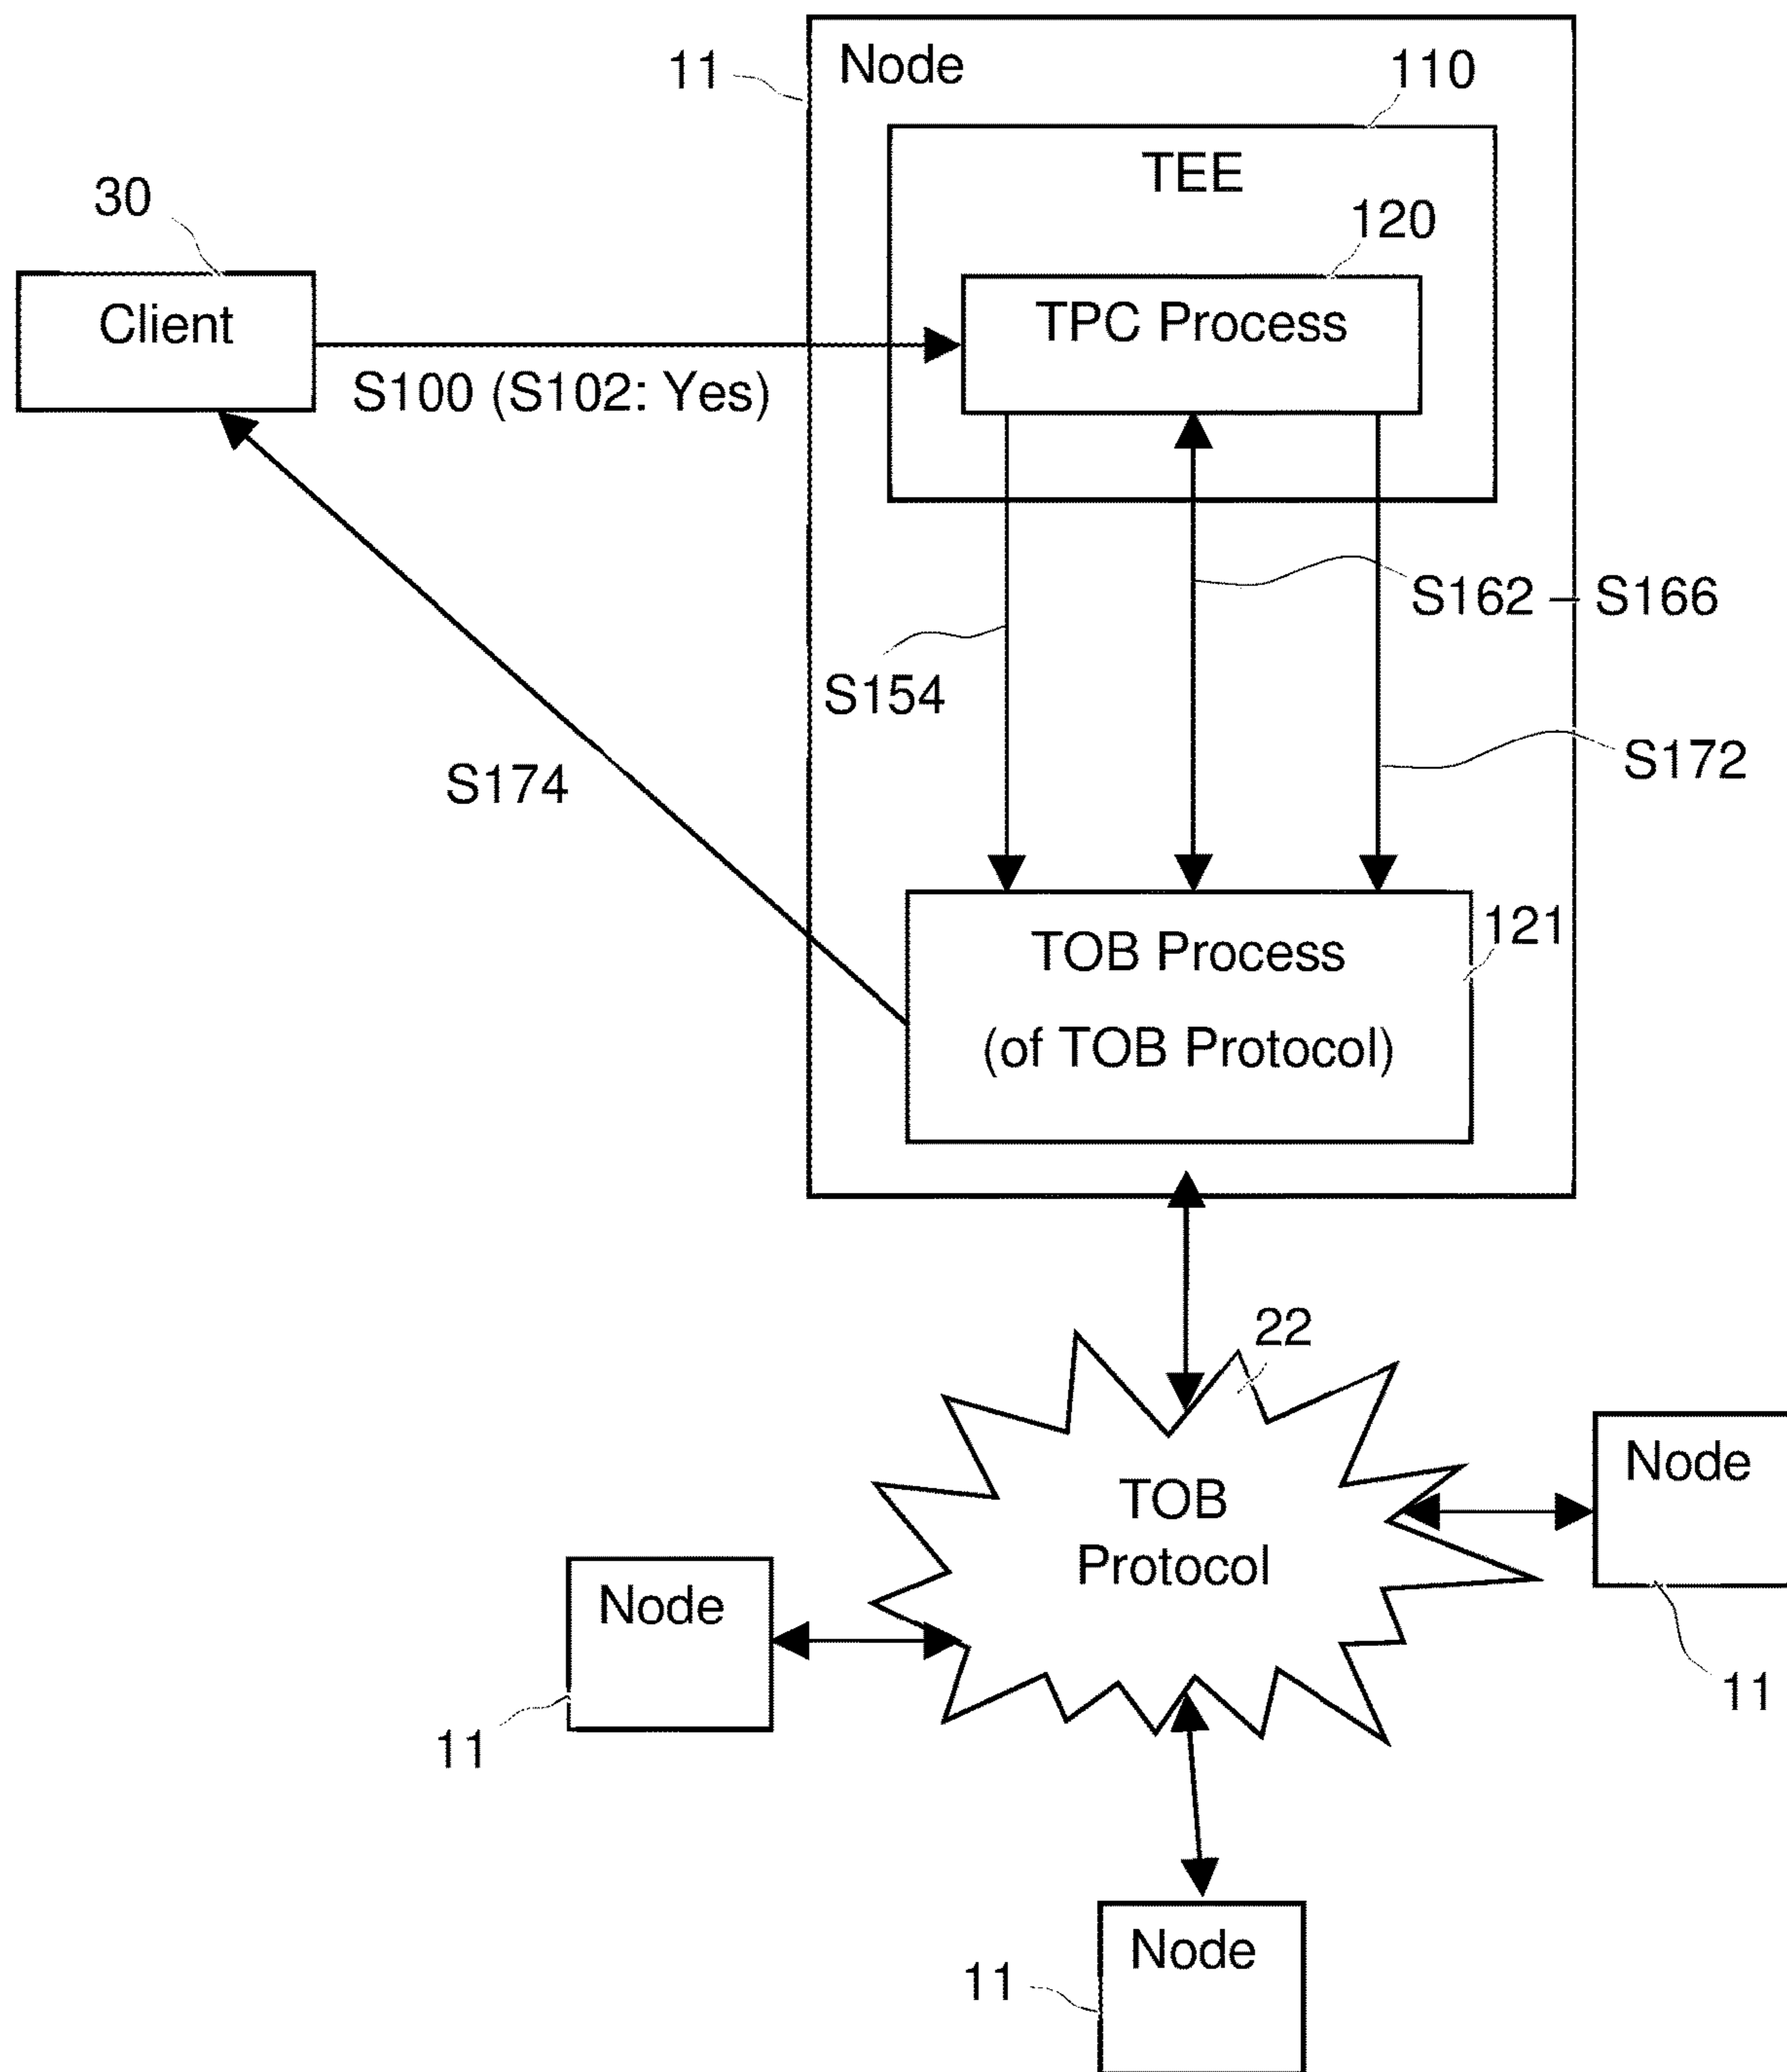 11
Node
110
TEE
30
120
Client
TPC Process
S100 (S102: Yes)
S162 – S166
S154
S172
S174
121
TOB Process
(of TOB Protocol)
22
Node
TOB
Protocol
Node
11
11
Node
11